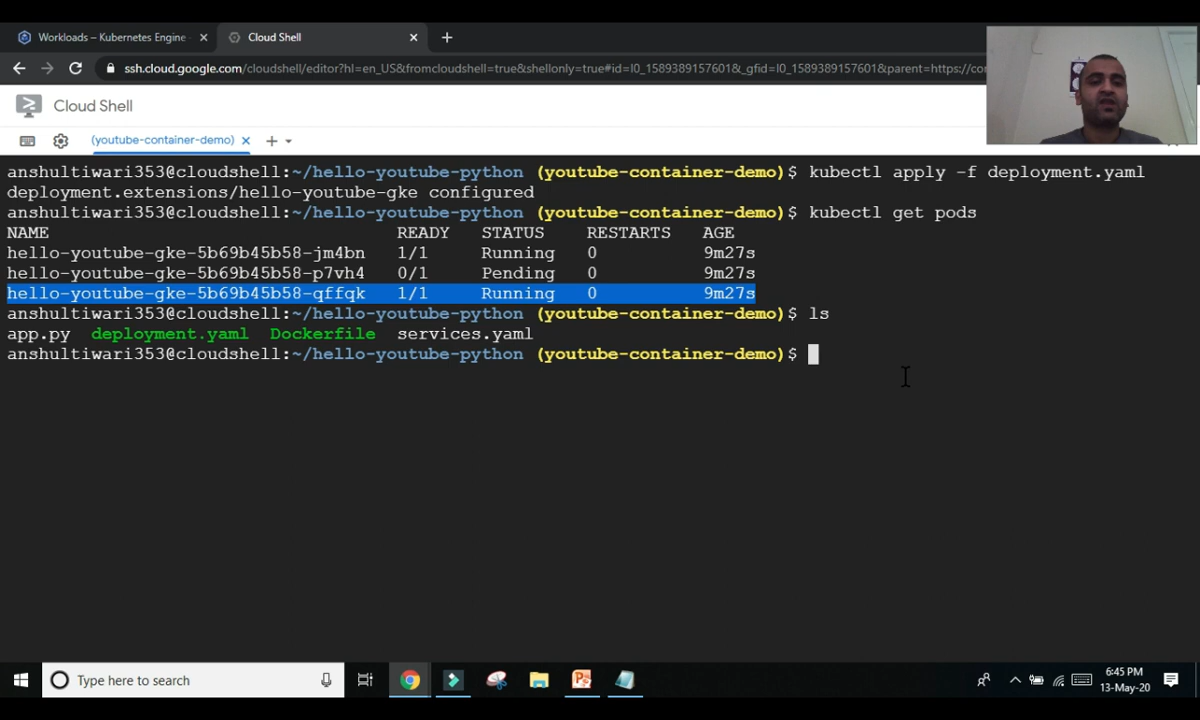 Workloads – Kubernetes Engine
Cloud Shell
ssh.cloud.google.com/cloudshell/editor?hl=en_US&fromcloudshell=true&shellonly=true#id=I0_1589389157601&_gfid=I0_1589389157601&parent=https://con
Cloud Shell
(youtube-container-demo)
anshultiwari353@cloudshell:~/hello-youtube-python (youtube-container-demo)$ kubectl apply -f deployment.yaml
deployment.extensions/hello-youtube-gke configured
anshultiwari353@cloudshell:~/hello-youtube-python (youtube-container-demo)$ kubectl get pods
NAME READY STATUS RESTARTS AGE
hello-youtube-gke-5b69b45b58-jm4bn 1/1 Running 0 9m27s
hello-youtube-gke-5b69b45b58-p7vh4 0/1 Pending 0 9m27s
hello-youtube-gke-5b69b45b58-qffqk 1/1 Running 0 9m27s
anshultiwari353@cloudshell:~/hello-youtube-python (youtube-container-demo)$ ls
app.py deployment.yaml Dockerfile services.yaml
anshultiwari353@cloudshell:~/hello-youtube-python (youtube-container-demo)$
Type here to search
6:45 PM
13-May-20